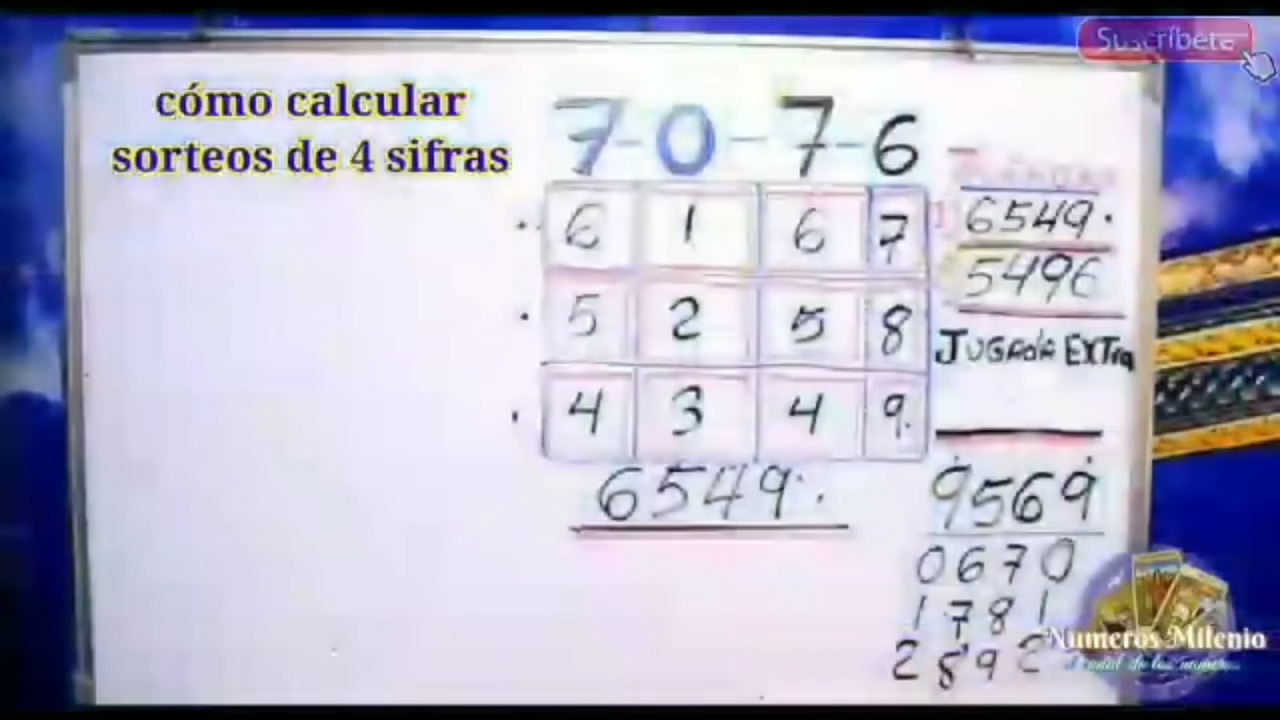 Suscríbete
cómo calcular
sorteos de 4 sifras
7-0-7-6
6 1 6 7
5 2 5 8
4 3 4 9.
6549..
6549.
5496
JUGADA EXTRA
9569
0670
1781
2892
Numeros Milenio